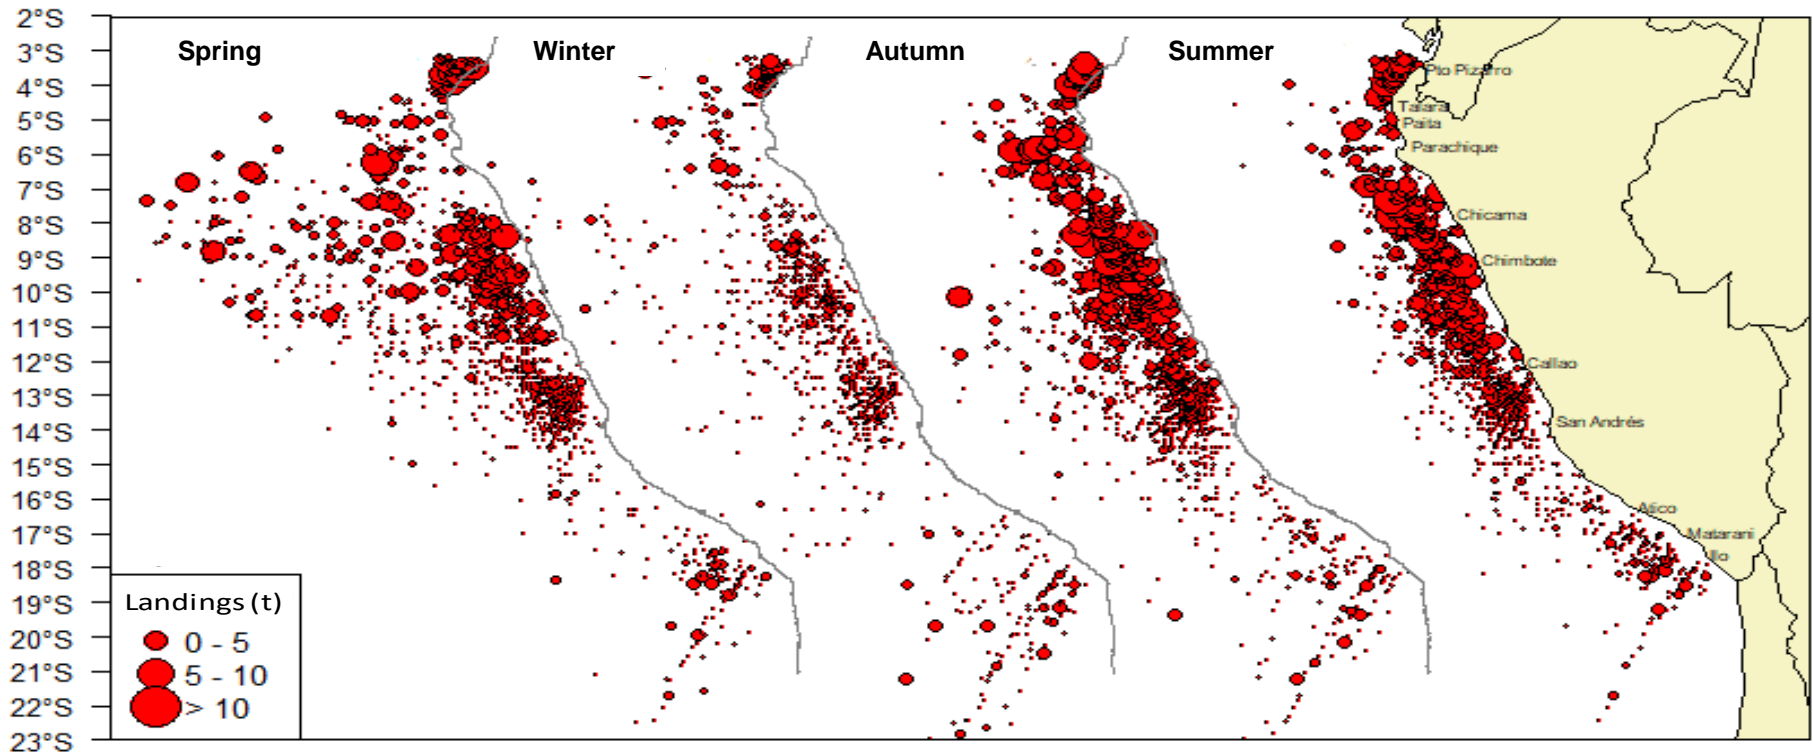 2°S
3°S
4°S
5°S
6°S
7°S
8°S
9°S
10°S
11°S
12°S
13°S
14°S
15°S
16°S
17°S
18°S
19°S
20°S
21°S
22°S
23°S
Spring
Winter
Autumn
Summer
Pto Pizarro
Talara
Paita
Parachique
Chicama
Chimbote
Callao
San Andrés
Atico
Matarani
Ilo
Landings (t)
0 - 5
5 - 10
> 10